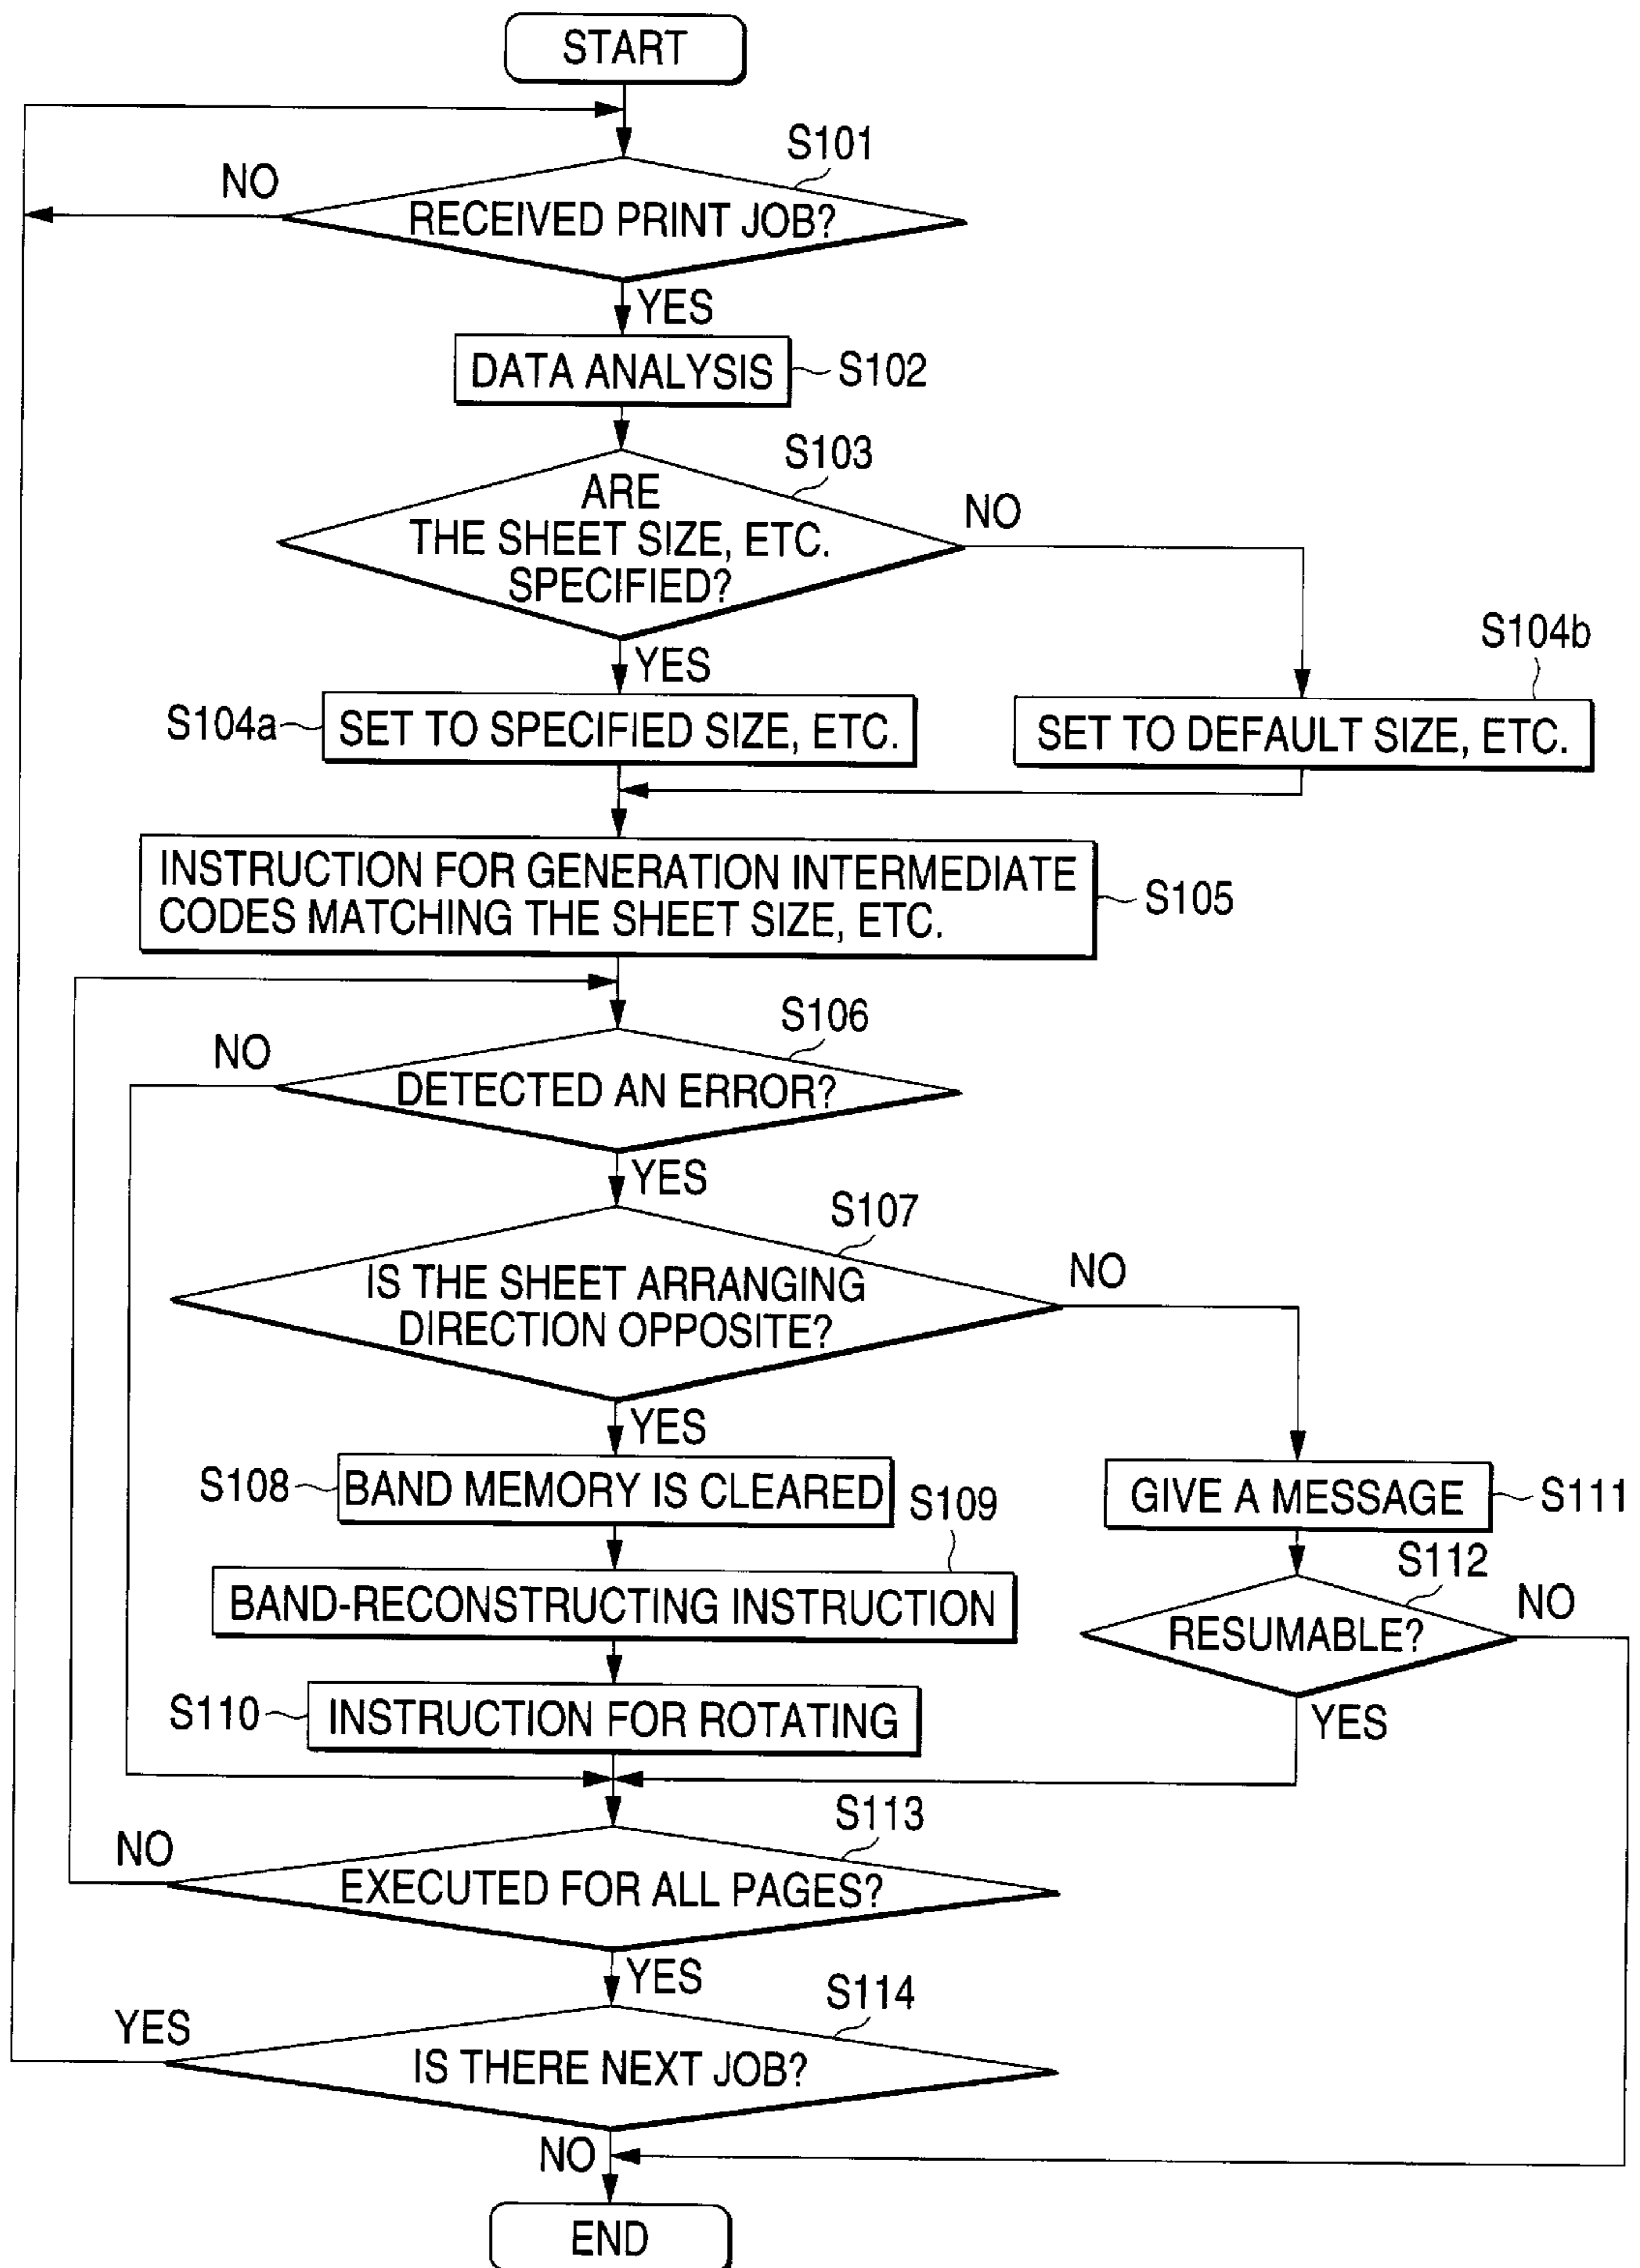 START
S101
NO
RECEIVED PRINT JOB?
YES
DATA ANALYSIS
S102
S103
ARE
THE SHEET SIZE, ETC.
SPECIFIED?
NO
YES
S104b
S104a
SET TO SPECIFIED SIZE, ETC.
SET TO DEFAULT SIZE, ETC.
INSTRUCTION FOR GENERATION INTERMEDIATE
CODES MATCHING THE SHEET SIZE, ETC.
S105
S106
NO
DETECTED AN ERROR?
YES
S107
IS THE SHEET ARRANGING
DIRECTION OPPOSITE?
NO
YES
S108
BAND MEMORY IS CLEARED
S109
GIVE A MESSAGE
S111
BAND-RECONSTRUCTING INSTRUCTION
S112
RESUMABLE?
NO
S110
INSTRUCTION FOR ROTATING
YES
S113
NO
EXECUTED FOR ALL PAGES?
YES
S114
YES
IS THERE NEXT JOB?
NO
END